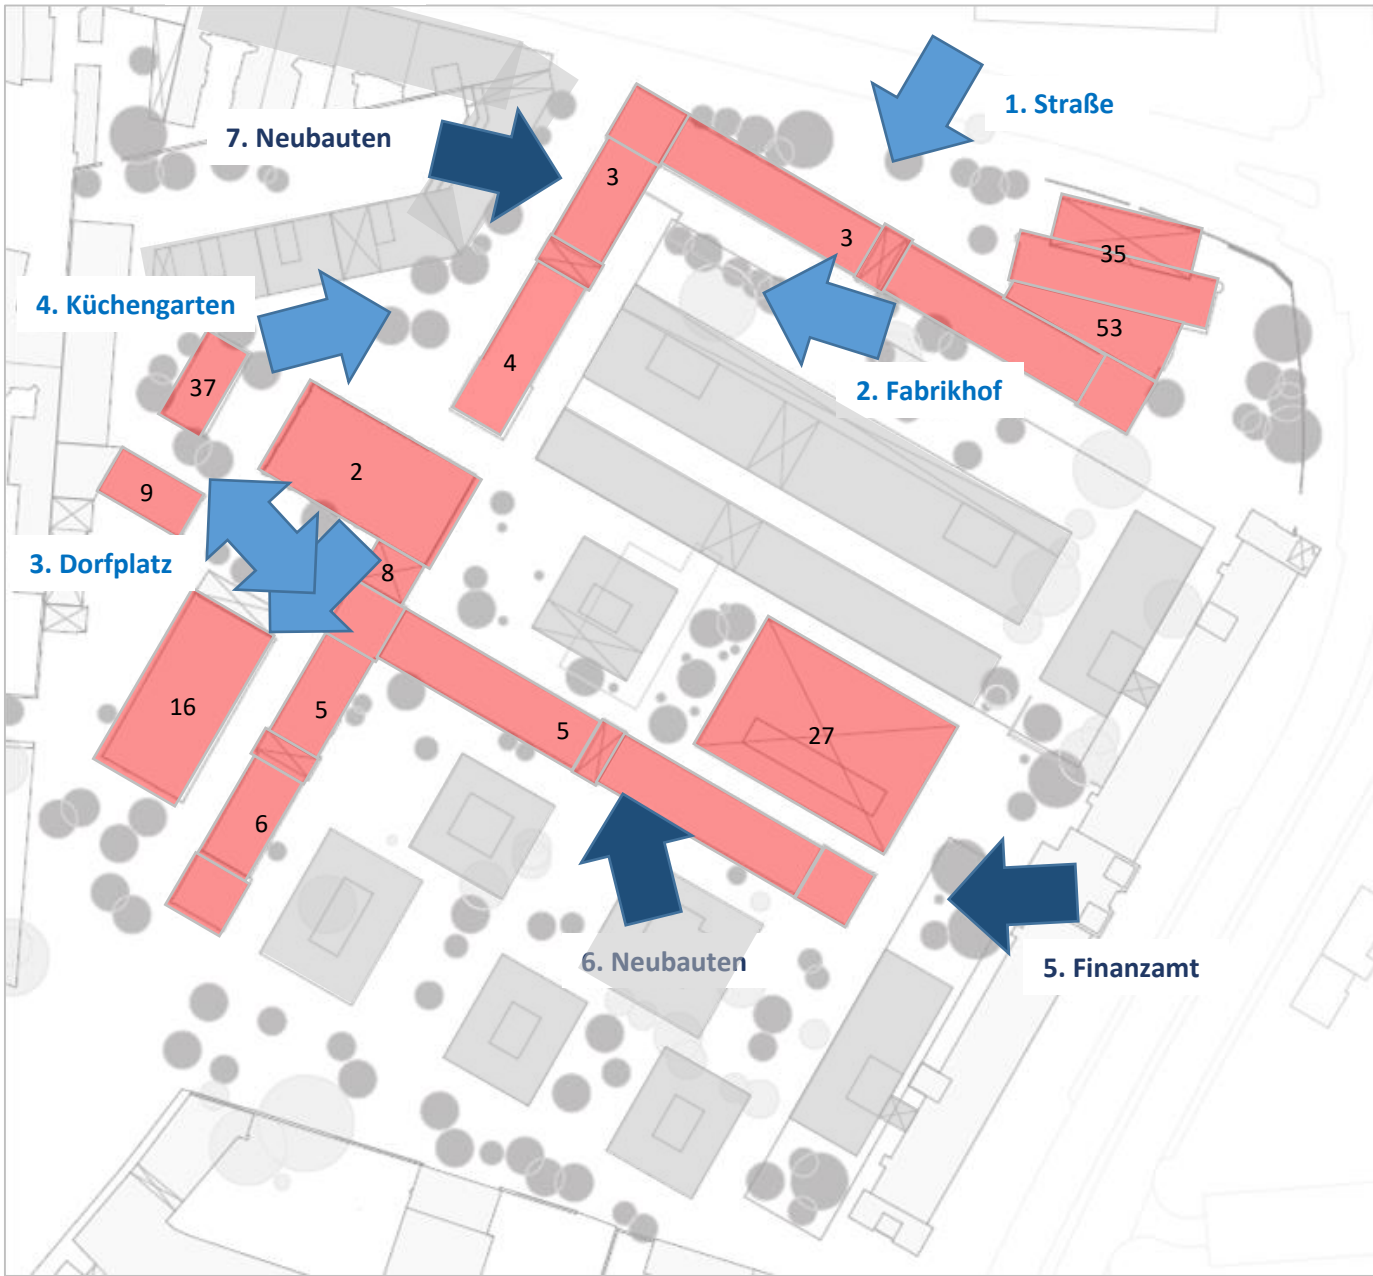 1. Straße
7. Neubauten
3
3
35
4. Küchengarten
53
4
37
2. Fabrikhof
2
9
3. Dorfplatz
8
16
5
5
27
6
6. Neubauten
5. Finanzamt